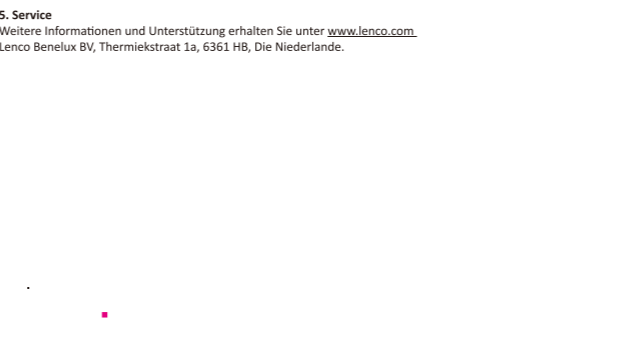 5. Service
Weitere Informationen und Unterstützung erhalten Sie unter www.lenco.com
Lenco Benelux BV, Thermiekstraat 1a, 6361 HB, Die Niederlande.